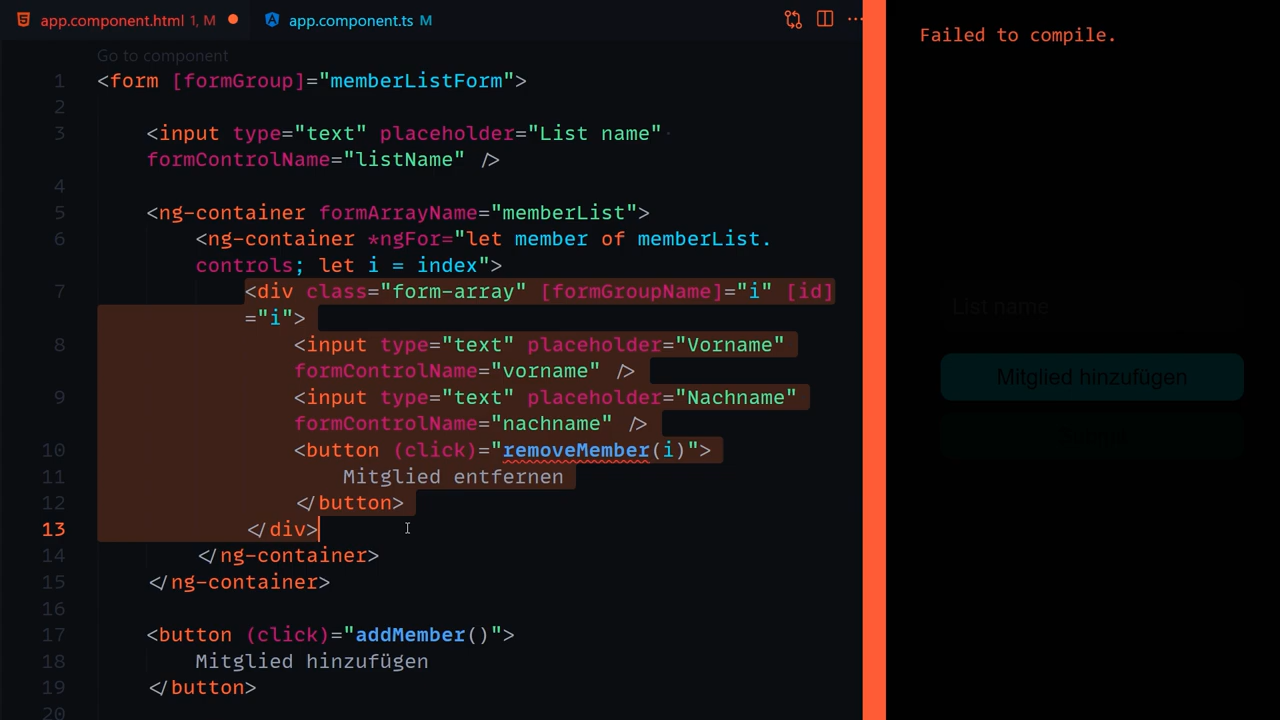 app.component.html 1, M
app.component.ts M
Go to component
1 <form [formGroup]="memberListForm">
2
3 <input type="text" placeholder="List name"
formControlName="listName" />
4
5 <ng-container formArrayName="memberList">
6 <ng-container *ngFor="let member of memberList.
controls; let i = index">
7 <div class="form-array" [formGroupName]="i" [id]
="i">
8 <input type="text" placeholder="Vorname"
formControlName="vorname" />
9 <input type="text" placeholder="Nachname"
formControlName="nachname" />
10 <button (click)="removeMember(i)">
11 Mitglied entfernen
12 </button>
13 </div>
14 </ng-container>
15 </ng-container>
16
17 <button (click)="addMember()">
18 Mitglied hinzufügen
19 </button>
20
Failed to compile.
List name
Mitglied hinzufügen